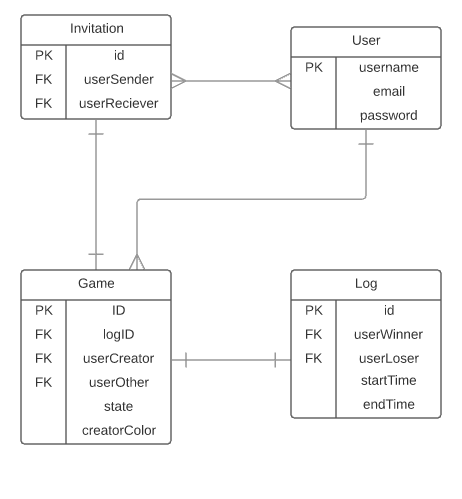 Invitation
PK id
FK userSender
FK userReciever
User
PK username
email
password
Game
PK ID
FK logID
FK userCreator
FK userOther
state
creatorColor
Log
PK id
FK userWinner
FK userLoser
startTime
endTime